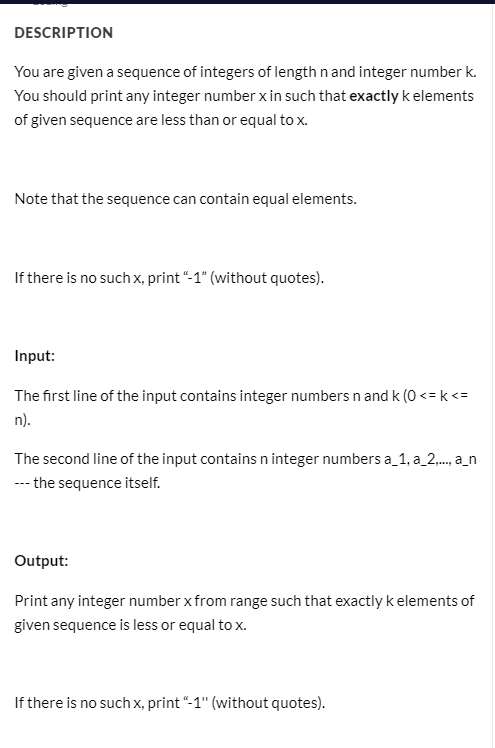 DESCRIPTION
You are given a sequence of integers of length n and integer number k.
You should print any integer number x in such that exactly k elements
of given sequence are less than or equal to x.
Note that the sequence can contain equal elements.
If there is no such x, print “-1” (without quotes).
Input:
The first line of the input contains integer numbers n and k (0 <= k <=
n).
The second line of the input contains n integer numbers a_1, a_2,..., a_n
--- the sequence itself.
Output:
Print any integer number x from range such that exactly k elements of
given sequence is less or equal to x.
If there is no such x, print “-1" (without quotes).